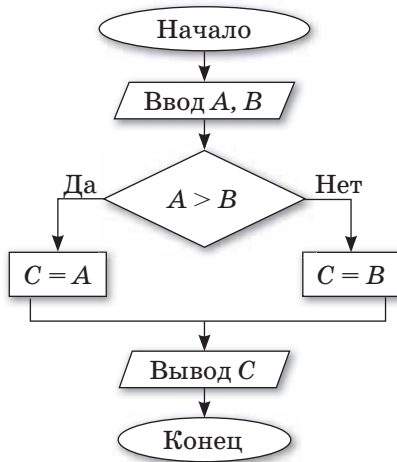 Начало
Ввод A, B
Да
A > B
Нет
C = A
C = B
Вывод C
Конец